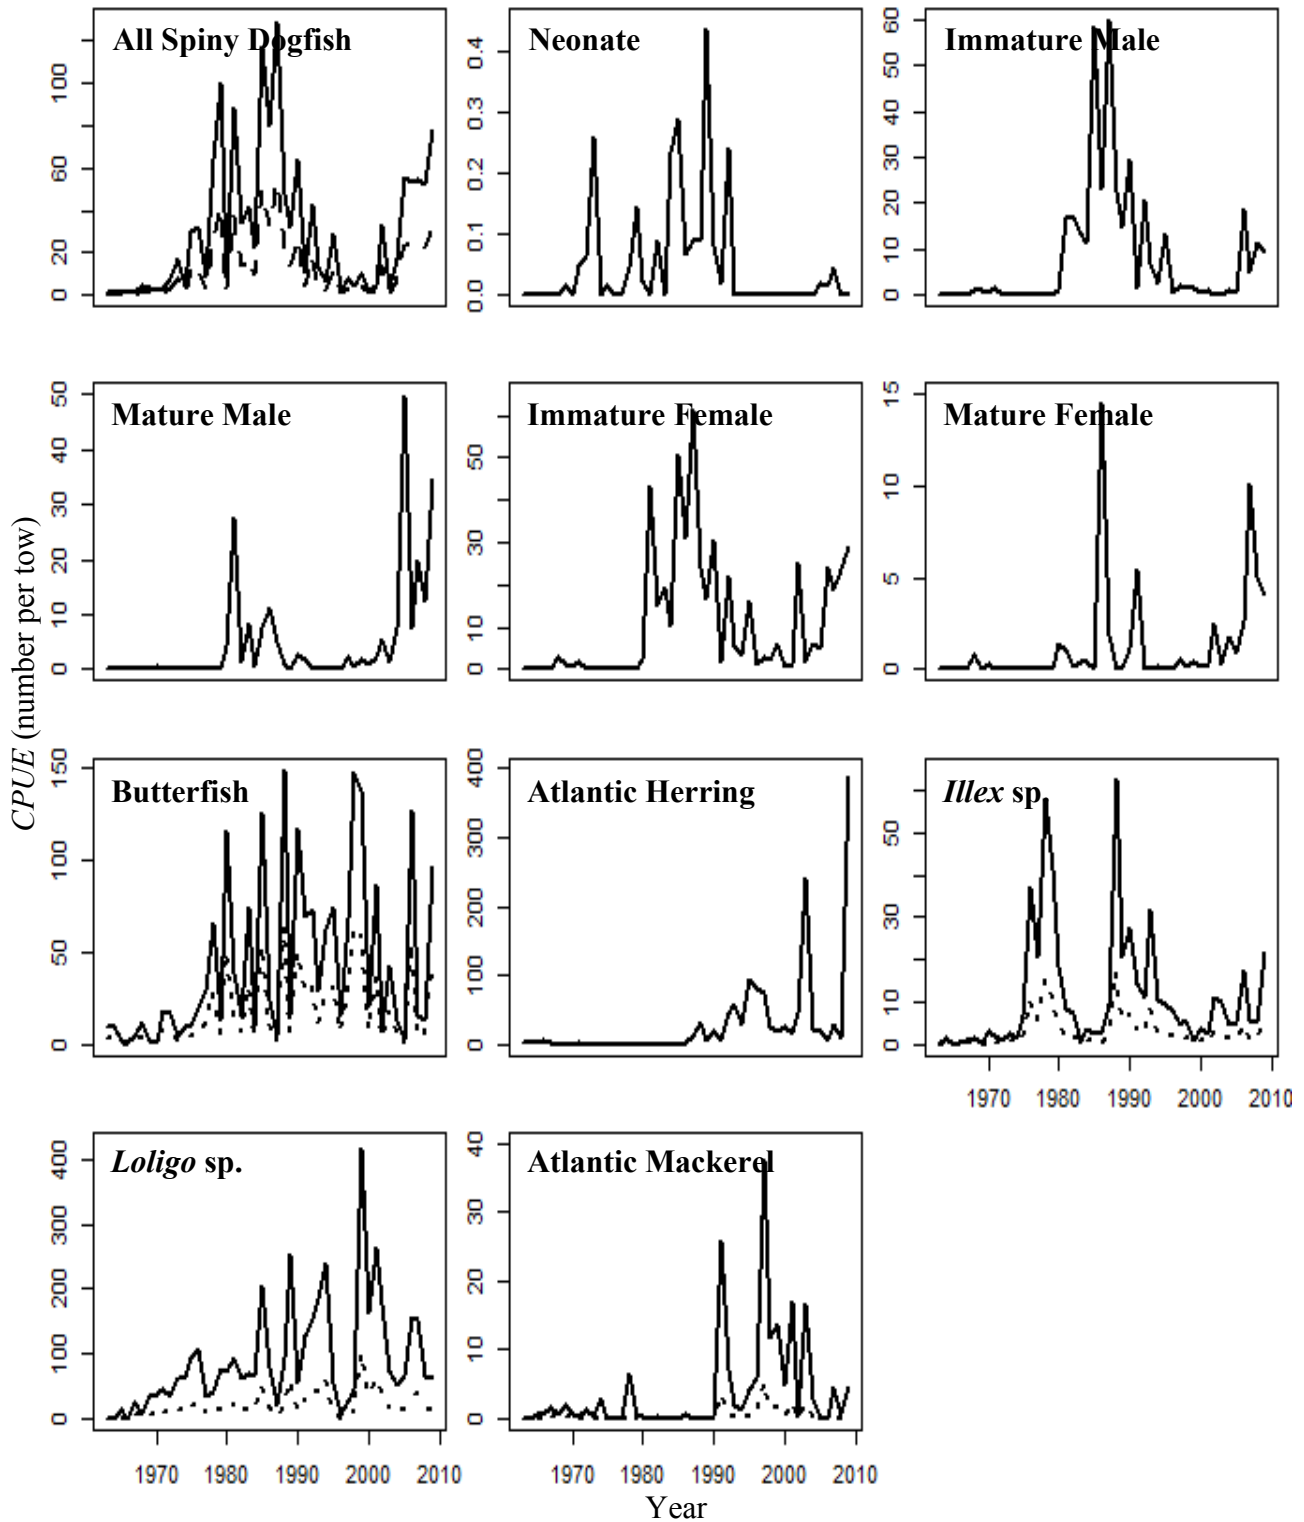 All Spiny Dogfish
0 20 60 100
Neonate
0.0 0.1 0.2 0.3 0.4
Immature Male
0 10 20 30 40 50 60
Mature Male
0 10 20 30 40 50
Immature Female
0 10 30 50
Mature Female
0 5 10 15
CPUE (number per tow)
Butterfish
0 50 100 150
Atlantic Herring
0 100 200 300 400
Illex sp.
0 10 30 50
1970 1980 1990 2000 2010
Loligo sp.
0 100 200 300 400
1970 1980 1990 2000 2010
Atlantic Mackerel
0 10 20 30 40
1970 1980 1990 2000 2010
Year